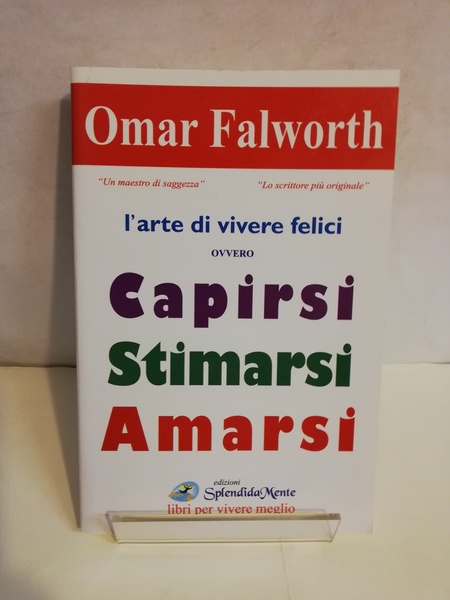 Omar Falworth
"Un maestro di saggezza" "Lo scrittore più originale"
l'arte di vivere felici
OVVERO
Capirsi
Stimarsi
Amarsi
edizioni
SplendidaMente
libri per vivere meglio